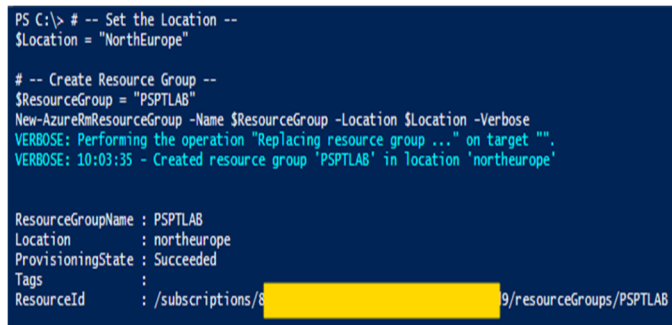 PS C:\> # -- Set the Location --
$Location = "NorthEurope"
# -- Create Resource Group --
$ResourceGroup = "PSPTLAB"
New-AzureRmResourceGroup -Name $ResourceGroup -Location $Location -Verbose
VERBOSE: Performing the operation "Replacing resource group ..." on target "".
VERBOSE: 10:03:35 - Created resource group 'PSPTLAB' in location 'northeurope'
ResourceGroupName : PSPTLAB
Location : northeurope
ProvisioningState : Succeeded
Tags :
ResourceId : /subscriptions/8 9/resourceGroups/PSPTLAB